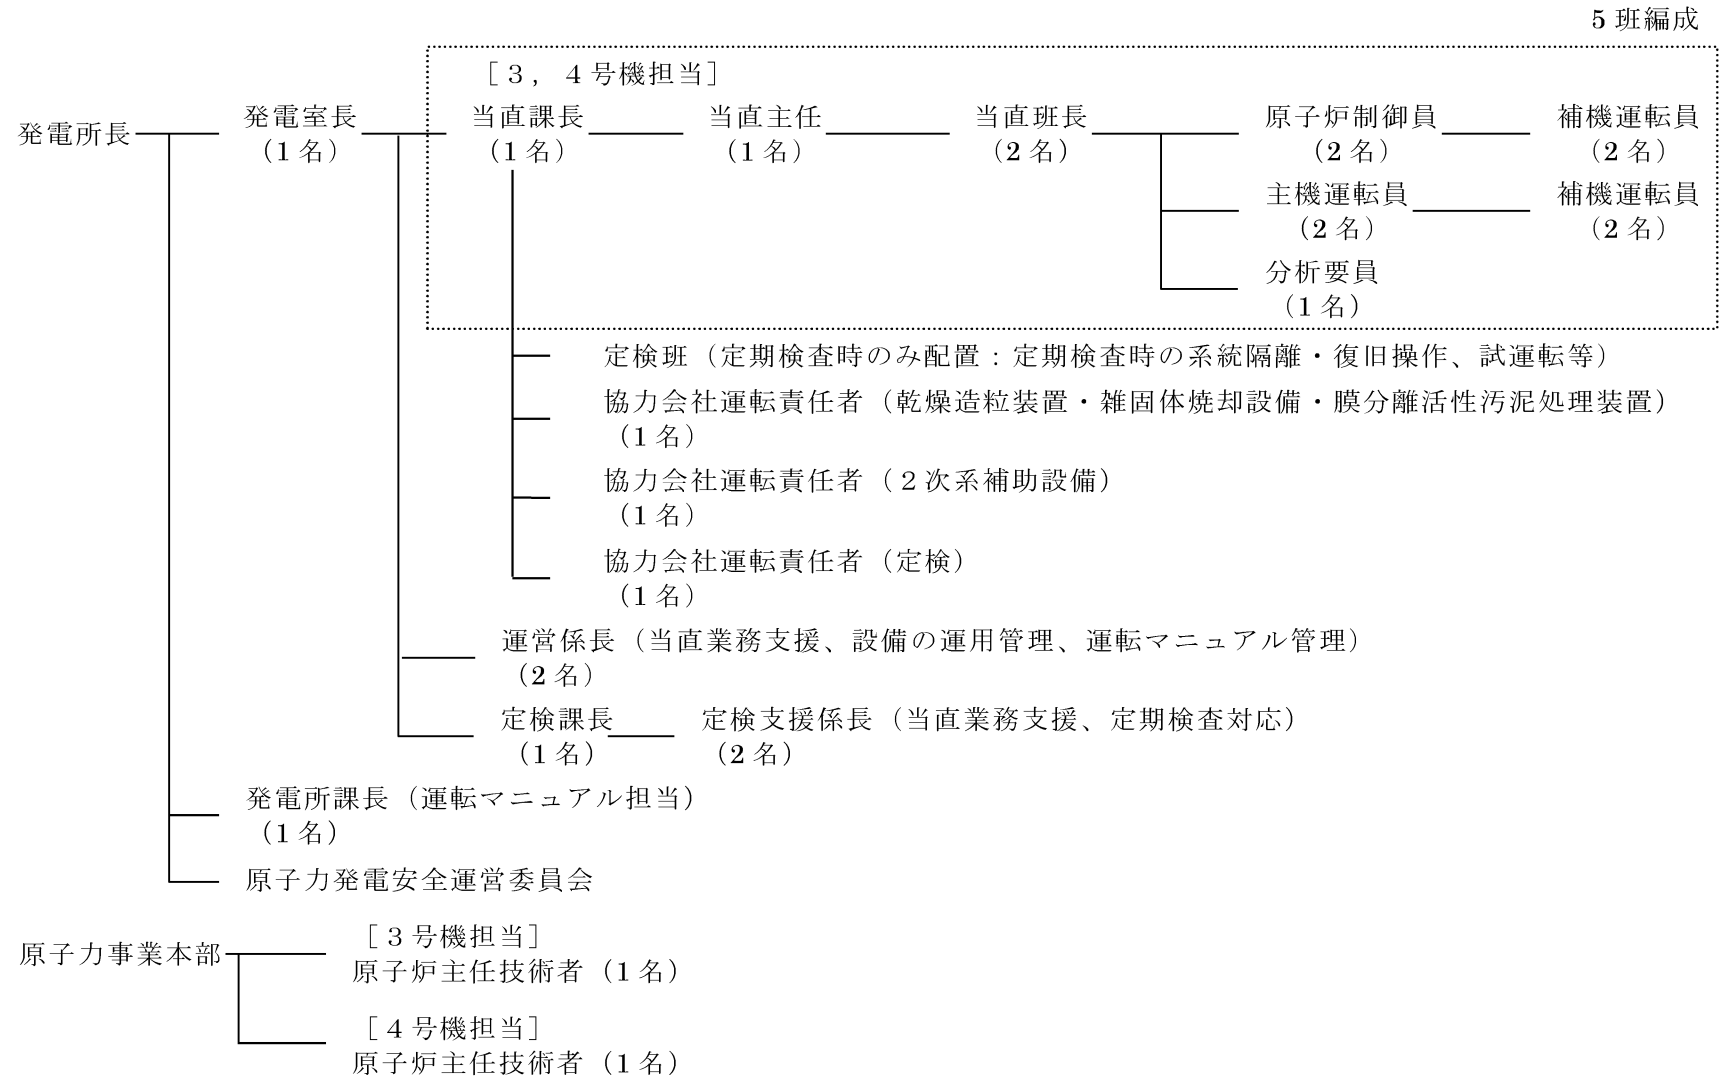 5 班編成
［３，４号機担当］
発電所長 発電室長 当直課長 当直主任 当直班長 原子炉制御員 補機運転員
（1 名） （1 名） （1 名） （2 名） （2 名） （2 名）
主機運転員 補機運転員
（2 名） （2 名）
分析要員
（1 名）
定検班（定期検査時のみ配置：定期検査時の系統隔離・復旧操作、試運転等）
協力会社運転責任者（乾燥造粒装置・雑固体焼却設備・膜分離活性汚泥処理装置）
（1 名）
協力会社運転責任者（２次系補助設備）
（1 名）
協力会社運転責任者（定検）
（1 名）
運営係長（当直業務支援、設備の運用管理、運転マニュアル管理）
（2 名）
定検課長 定検支援係長（当直業務支援、定期検査対応）
（1 名） （2 名）
発電所課長（運転マニュアル担当）
（1 名）
原子力発電安全運営委員会
［３号機担当］
原子力事業本部 原子炉主任技術者（1 名）
［４号機担当］
原子炉主任技術者（1 名）